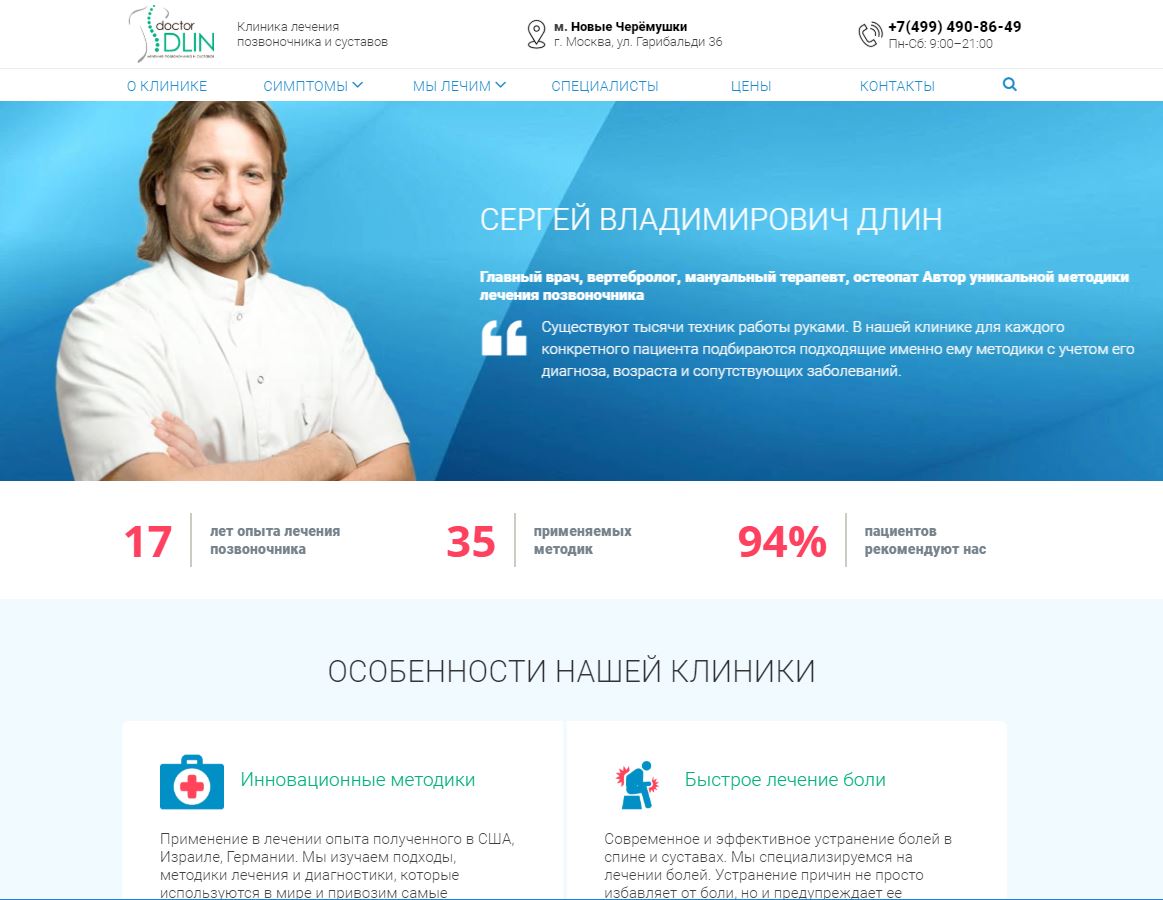 doctor
DLIN
лечение позвоночника и суставов
Клиника лечения
позвоночника и суставов
м. Новые Черёмушки
г. Москва, ул. Гарибальди 36
+7(499) 490-86-49
Пн-Сб: 9:00–21:00
О КЛИНИКЕ СИМПТОМЫ МЫ ЛЕЧИМ СПЕЦИАЛИСТЫ ЦЕНЫ КОНТАКТЫ
СЕРГЕЙ ВЛАДИМИРОВИЧ ДЛИН
Главный врач, вертебролог, мануальный терапевт, остеопат Автор уникальной методики
лечения позвоночника
Существуют тысячи техник работы руками. В нашей клинике для каждого
конкретного пациента подбираются подходящие именно ему методики с учетом его
диагноза, возраста и сопутствующих заболеваний.
17
лет опыта лечения
позвоночника
35
применяемых
методик
94%
пациентов
рекомендуют нас
ОСОБЕННОСТИ НАШЕЙ КЛИНИКИ
Инновационные методики
Применение в лечении опыта полученного в США,
Израиле, Германии. Мы изучаем подходы,
методики лечения и диагностики, которые
используются в мире и привозим самые
Быстрое лечение боли
Современное и эффективное устранение болей в
спине и суставах. Мы специализируемся на
лечении болей. Устранение причин не просто
избавляет от боли, но и предупреждает ее